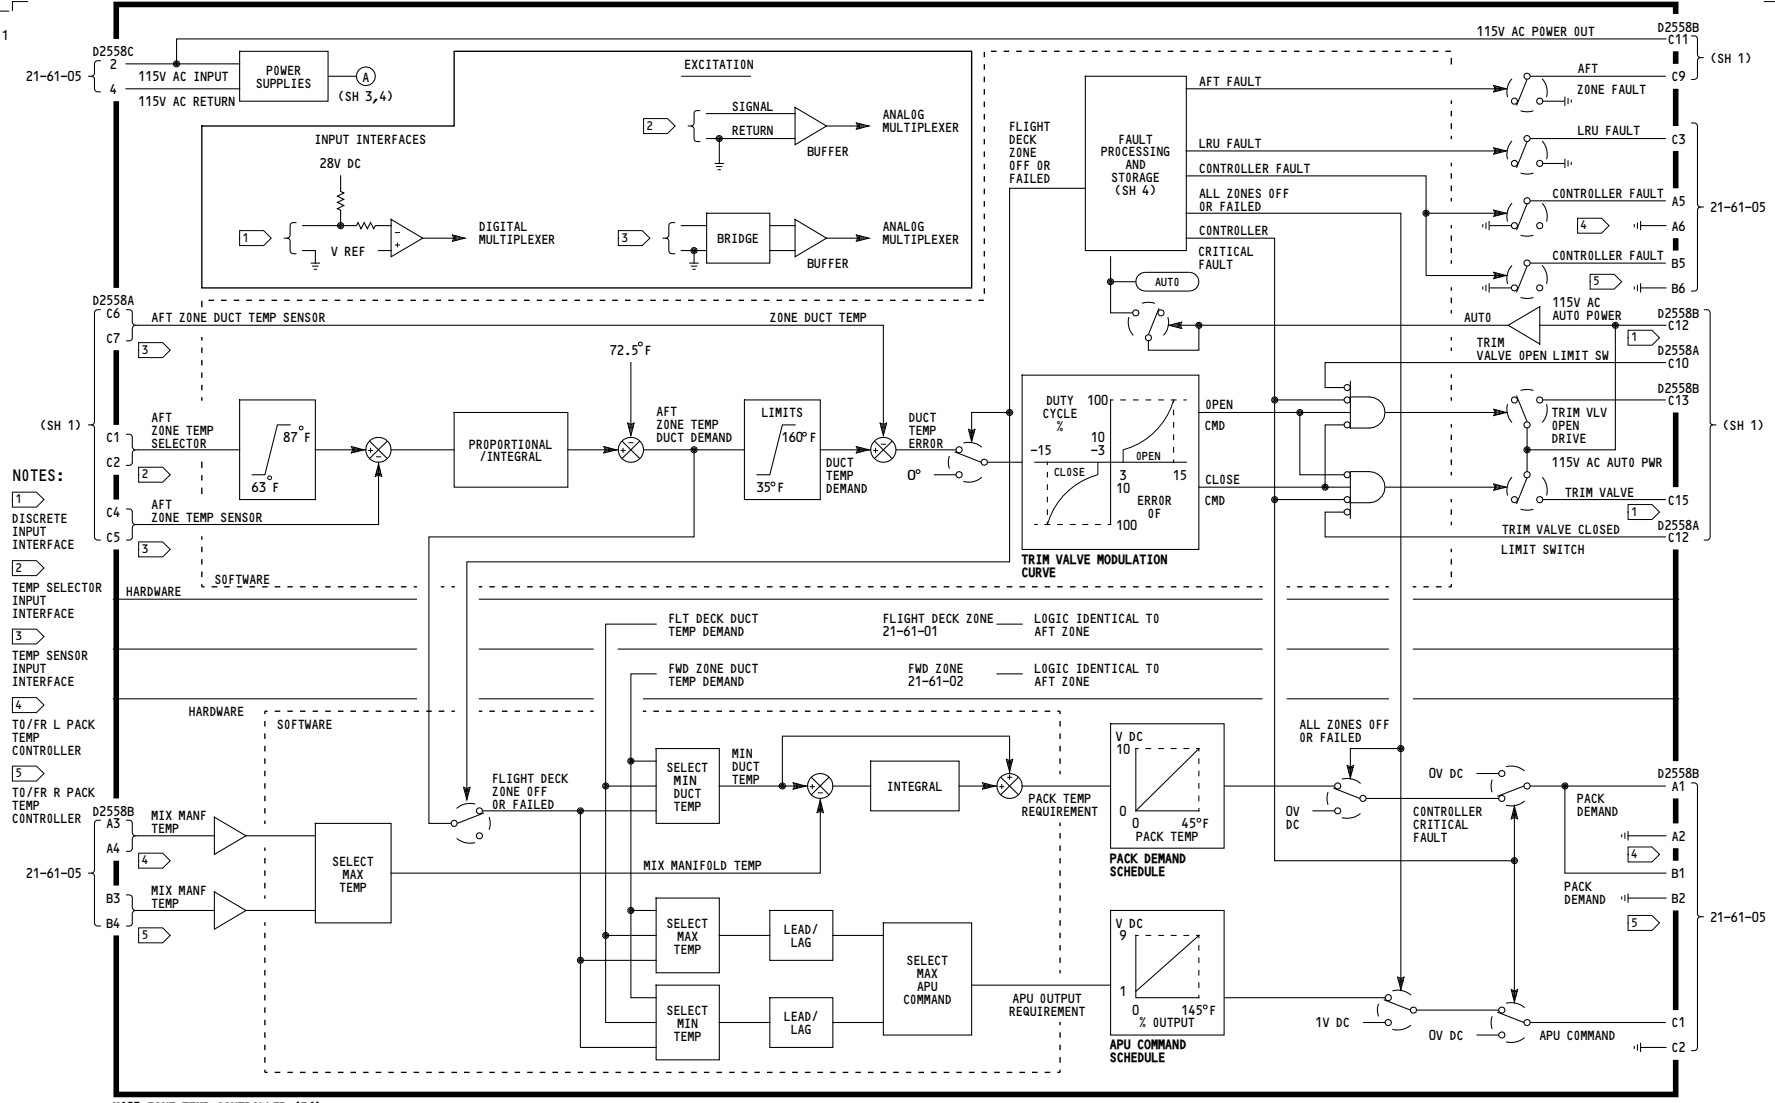 1
D2558C
2
4
21-61-05
115V AC INPUT
115V AC RETURN
POWER
SUPPLIES
A
(SH 3,4)
115V AC POWER OUT
D2558B
C11
(SH 1)
AFT
C9
ZONE FAULT
EXCITATION
INPUT INTERFACES
28V DC
1
V REF
-
+
DIGITAL
MULTIPLEXER
2
SIGNAL
RETURN
BUFFER
ANALOG
MULTIPLEXER
3
BRIDGE
BUFFER
ANALOG
MULTIPLEXER
FLIGHT
DECK
ZONE
OFF OR
FAILED
FAULT
PROCESSING
AND
STORAGE
(SH 4)
AFT FAULT
LRU FAULT
CONTROLLER FAULT
ALL ZONES OFF
OR FAILED
CONTROLLER
CRITICAL
FAULT
AUTO
LRU FAULT
C3
CONTROLLER FAULT
A5
4
A6
21-61-05
CONTROLLER FAULT
B5
5
B6
115V AC
AUTO POWER
AUTO
D2558B
C12
1
TRIM
VALVE OPEN LIMIT SW
D2558A
C10
D2558B
C13
TRIM VLV
OPEN
DRIVE
115V AC AUTO PWR
TRIM VALVE
C15
1
TRIM VALVE CLOSED
D2558A
C12
LIMIT SWITCH
(SH 1)
D2558A
C6
C7
3
AFT ZONE DUCT TEMP SENSOR
ZONE DUCT TEMP
(SH 1)
C1
C2
2
AFT
ZONE TEMP
SELECTOR
87°F
63°F
C4
C5
3
AFT
ZONE TEMP SENSOR
+
-
PROPORTIONAL
/INTEGRAL
72.5°F
+
+
AFT
ZONE TEMP
DUCT DEMAND
LIMITS
160°F
35°F
DUCT
TEMP
DEMAND
-
+
DUCT
TEMP
ERROR
0°
DUTY
CYCLE
%
100
10
-15
-3
OPEN
CLOSE
3
15
10
ERROR
OF
100
TRIM VALVE MODULATION
CURVE
OPEN
CMD
CLOSE
CMD
SOFTWARE
HARDWARE
NOTES:
1
DISCRETE
INPUT
INTERFACE
2
TEMP SELECTOR
INPUT
INTERFACE
3
TEMP SENSOR
INPUT
INTERFACE
4
TO/FR L PACK
TEMP
CONTROLLER
5
TO/FR R PACK
TEMP
CONTROLLER
FLT DECK DUCT
TEMP DEMAND
FLIGHT DECK ZONE
21-61-01
LOGIC IDENTICAL TO
AFT ZONE
FWD ZONE DUCT
TEMP DEMAND
FWD ZONE
21-61-02
LOGIC IDENTICAL TO
AFT ZONE
HARDWARE
SOFTWARE
D2558B
A3
A4
4
MIX MANF
TEMP
21-61-05
B3
B4
5
MIX MANF
TEMP
SELECT
MAX
TEMP
FLIGHT DECK
ZONE OFF
OR FAILED
MIX MANIFOLD TEMP
SELECT
MIN
DUCT
TEMP
MIN
DUCT
TEMP
+
-
INTEGRAL
+
+
PACK TEMP
REQUIREMENT
V DC
10
0
0
45°F
PACK TEMP
PACK DEMAND
SCHEDULE
ALL ZONES OFF
OR FAILED
0V
DC
0V DC
CONTROLLER
CRITICAL
FAULT
D2558B
A1
PACK
DEMAND
A2
4
B1
PACK
DEMAND
B2
5
21-61-05
SELECT
MAX
TEMP
LEAD/
LAG
SELECT
MIN
TEMP
LEAD/
LAG
SELECT
MAX
APU
COMMAND
APU OUTPUT
REQUIREMENT
V DC
9
1
0
145°F
% OUTPUT
APU COMMAND
SCHEDULE
1V DC
0V DC
APU COMMAND
C1
C2